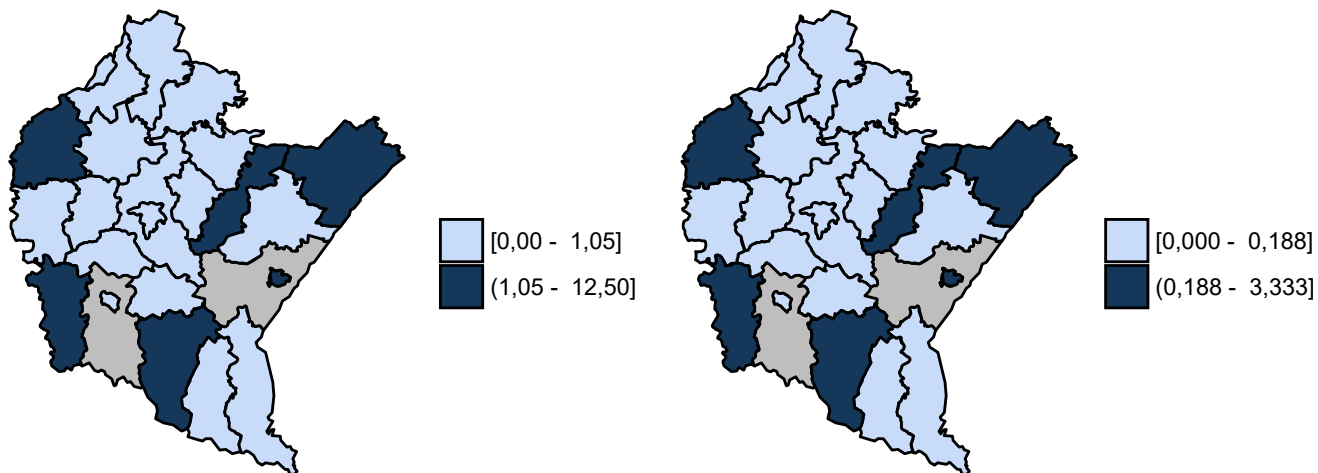 [0,00 - 1,05]
(1,05 - 12,50]
[0,000 - 0,188]
(0,188 - 3,333]